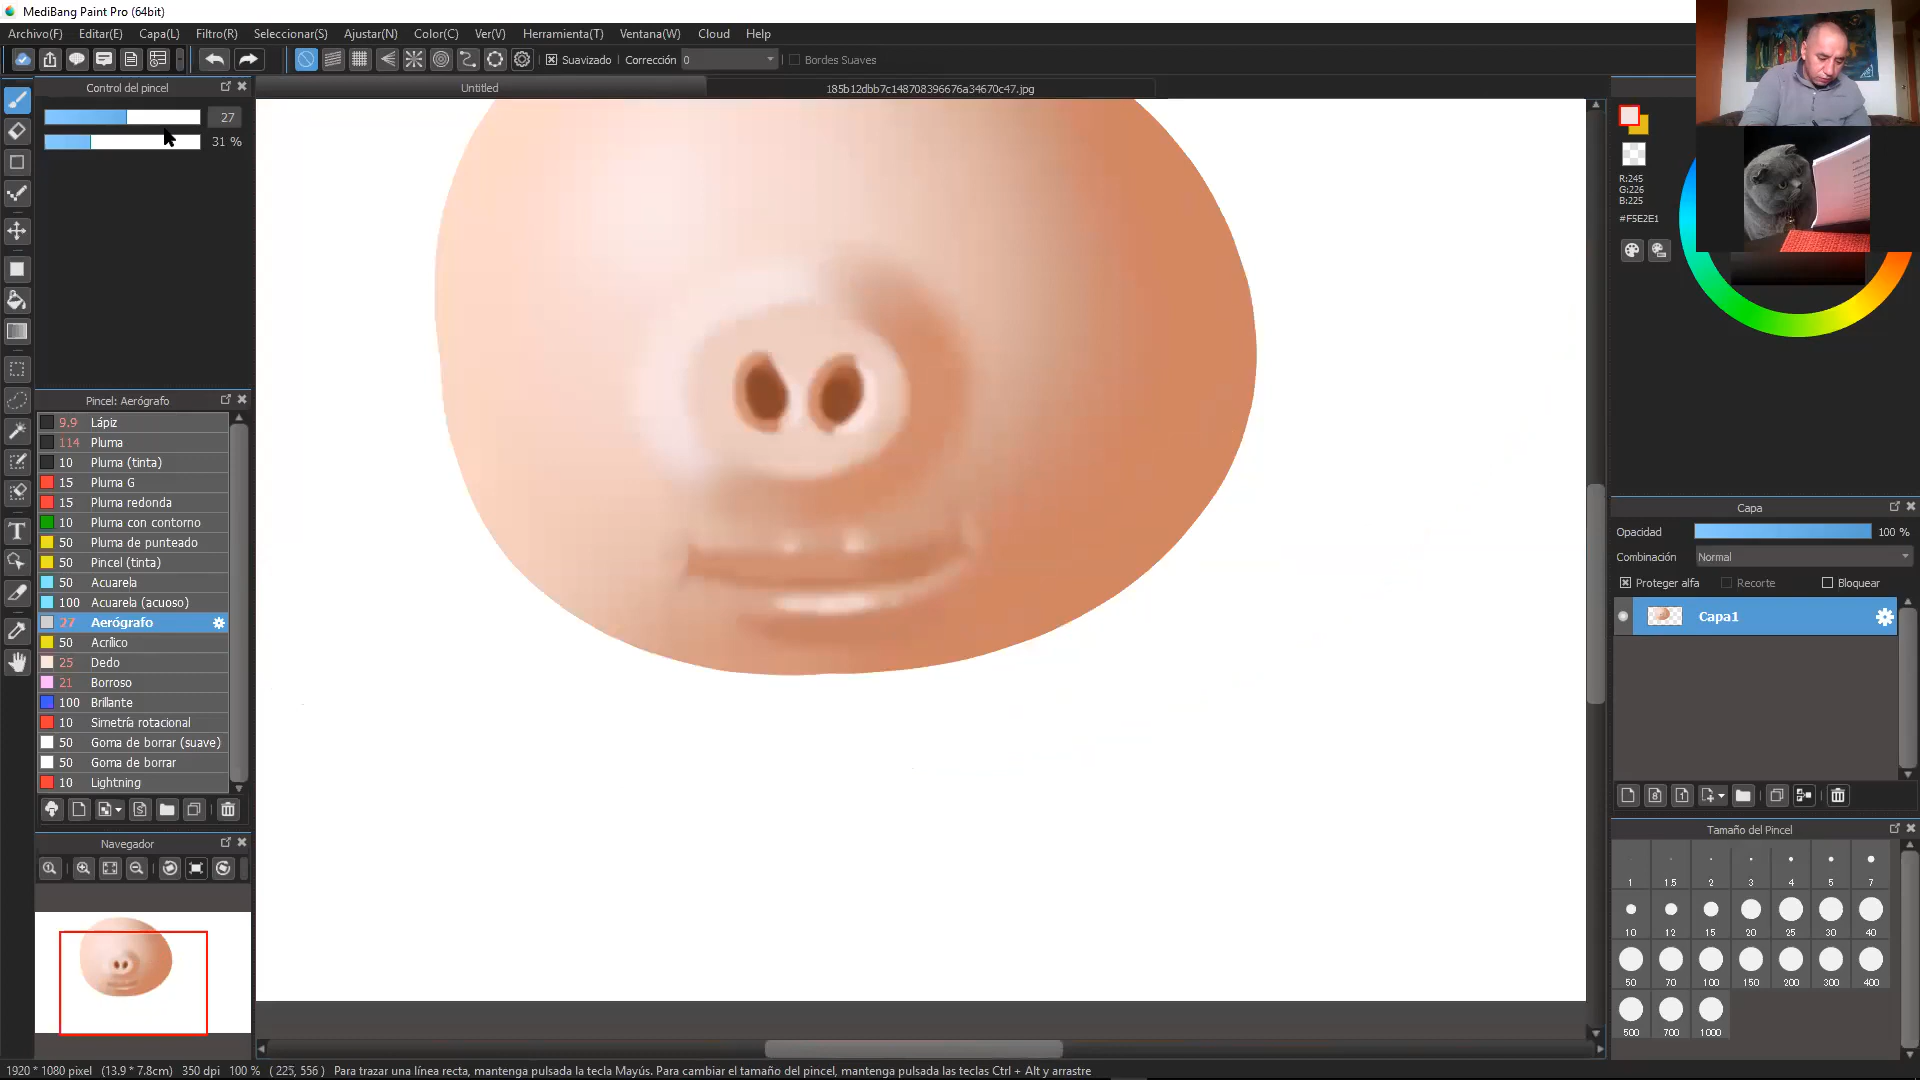 MediBang Paint Pro (64bit)
Archivo(F) Editar(E) Capa(L) Filtro(R) Seleccionar(S) Ajustar(N) Color(C) Ver(V) Herramienta(T) Ventana(W) Cloud Help
Suavizado Corrección 0 Bordes Suaves
Control del pincel
Untitled
185b12dbb7c148708396676a34670c47.jpg
27
31 %
R:245
G:226
B:225
#F5E2E1
Pincel: Aerógrafo
9.9 Lápiz
114 Pluma
10 Pluma (tinta)
15 Pluma G
15 Pluma redonda
10 Pluma con contorno
50 Pluma de punteado
50 Pincel (tinta)
50 Acuarela
100 Acuarela (acuoso)
27 Aerógrafo
50 Acrílico
25 Dedo
21 Borroso
100 Brillante
10 Simetría rotacional
50 Goma de borrar (suave)
50 Goma de borrar
10 Lightning
Navegador
Capa
Opacidad 100 %
Combinación Normal
Proteger alfa Recorte Bloquear
Capa1
Tamaño del Pincel
1 1.5 2 3 4 5 7
10 12 15 20 25 30 40
50 70 100 150 200 300 400
500 700 1000
1920 * 1080 pixel (13.9 * 7.8cm) 350 dpi 100 % ( 225, 556 ) Para trazar una línea recta, mantenga pulsada la tecla Mayús. Para cambiar el tamaño del pincel, mantenga pulsada las teclas Ctrl + Alt y arrastre